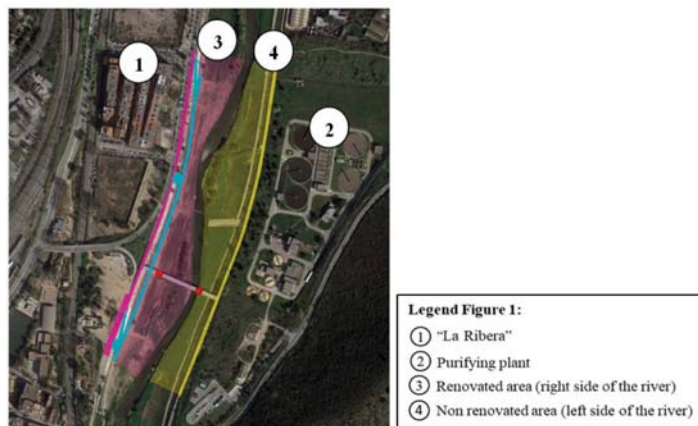 1
3
4
2
Legend Figure 1:
1 "La Ribera"
2 Purifying plant
3 Renovated area (right side of the river)
4 Non renovated area (left side of the river)